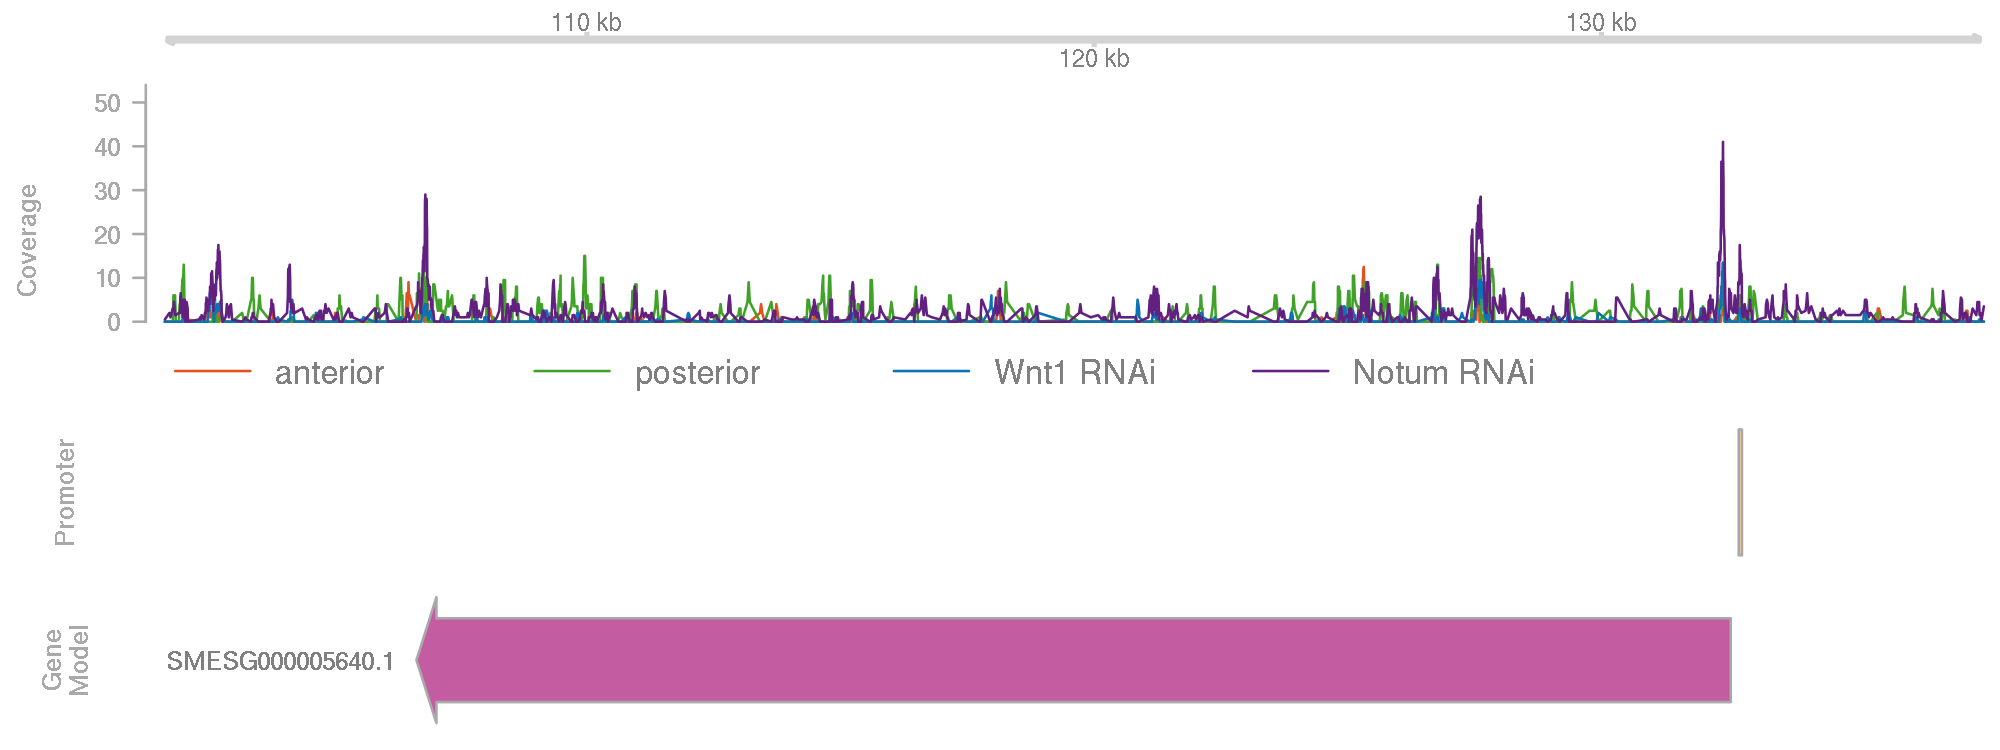 110 kb
130 kb
120 kb
Coverage
50
40
30
20
10
0
anterior posterior Wnt1 RNAi Notum RNAi
Promoter
Gene
Model
SMESG000005640.1